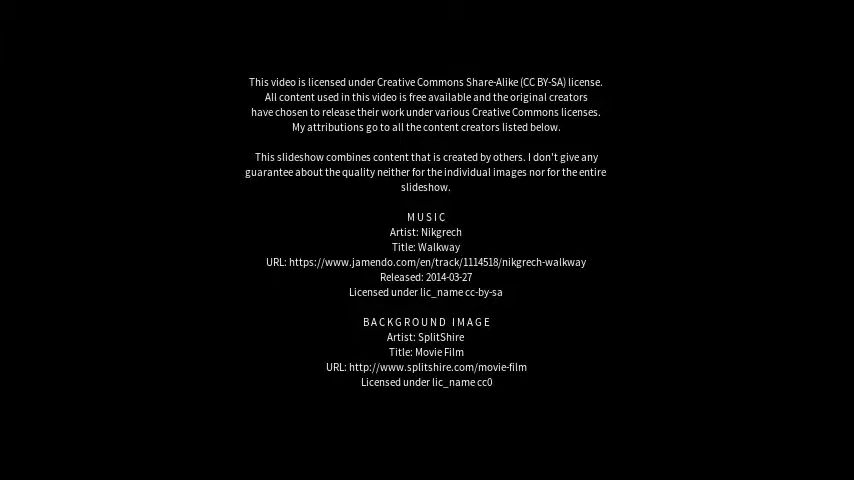 This video is licensed under Creative Commons Share-Alike (CC BY-SA) license.
All content used in this video is free available and the original creators
have chosen to release their work under various Creative Commons licenses.
My attributions go to all the content creators listed below.
This slideshow combines content that is created by others. I don't give any
guarantee about the quality neither for the individual images nor for the entire
slideshow.
MUSIC
Artist: Nikgrech
Title: Walkway
URL: https://www.jamendo.com/en/track/1114518/nikgrech-walkway
Released: 2014-03-27
Licensed under lic_name cc-by-sa
BACKGROUND IMAGE
Artist: SplitShire
Title: Movie Film
URL: http://www.splitshire.com/movie-film
Licensed under lic_name cc0